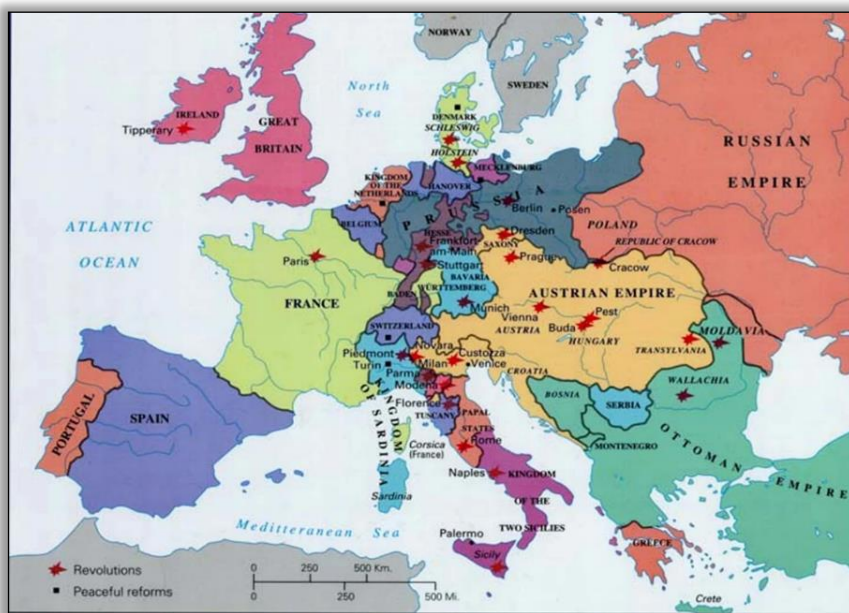 NORWAY
SWEDEN
North
Sea
DENMARK
SCHLESWIG
HOLSTEIN
IRELAND
Tipperary
GREAT
BRITAIN
RUSSIAN
EMPIRE
MECKLENBURG
KINGDOM
OF THE
NETHERLANDS
HANOVER
PRUSSIA
Berlin
Posen
ATLANTIC
OCEAN
BELGIUM
HESSE
Frankfort
am-Main
Dresden
SAXONY
POLAND
REPUBLIC OF CRACOW
Paris
Stuttgart
Prague
Cracow
BAVARIA
WÜRTTEMBERG
BADEN
FRANCE
Munich
AUSTRIAN EMPIRE
Vienna
AUSTRIA
Pest
Buda
HUNGARY
MOLDAVIA
SWITZERLAND
TRANSYLVANIA
Piedmont
Turin
Novara
Milan
Custozza
Venice
Parma
Modena
CROATIA
WALLACHIA
BOSNIA
SERBIA
Florence
TUSCANY
PAPAL
STATES
KINGDOM
OF SARDINIA
PORTUGAL
SPAIN
MONTENEGRO
OTTOMAN
EMPIRE
Corsica
(France)
Rome
Naples
KINGDOM
OF THE
TWO SICILIES
Sardinia
Mediterranean Sea
Palermo
Sicily
GREECE
Crete
Revolutions
Peaceful reforms
0 250 500 Km.
0 250 500 Mi.